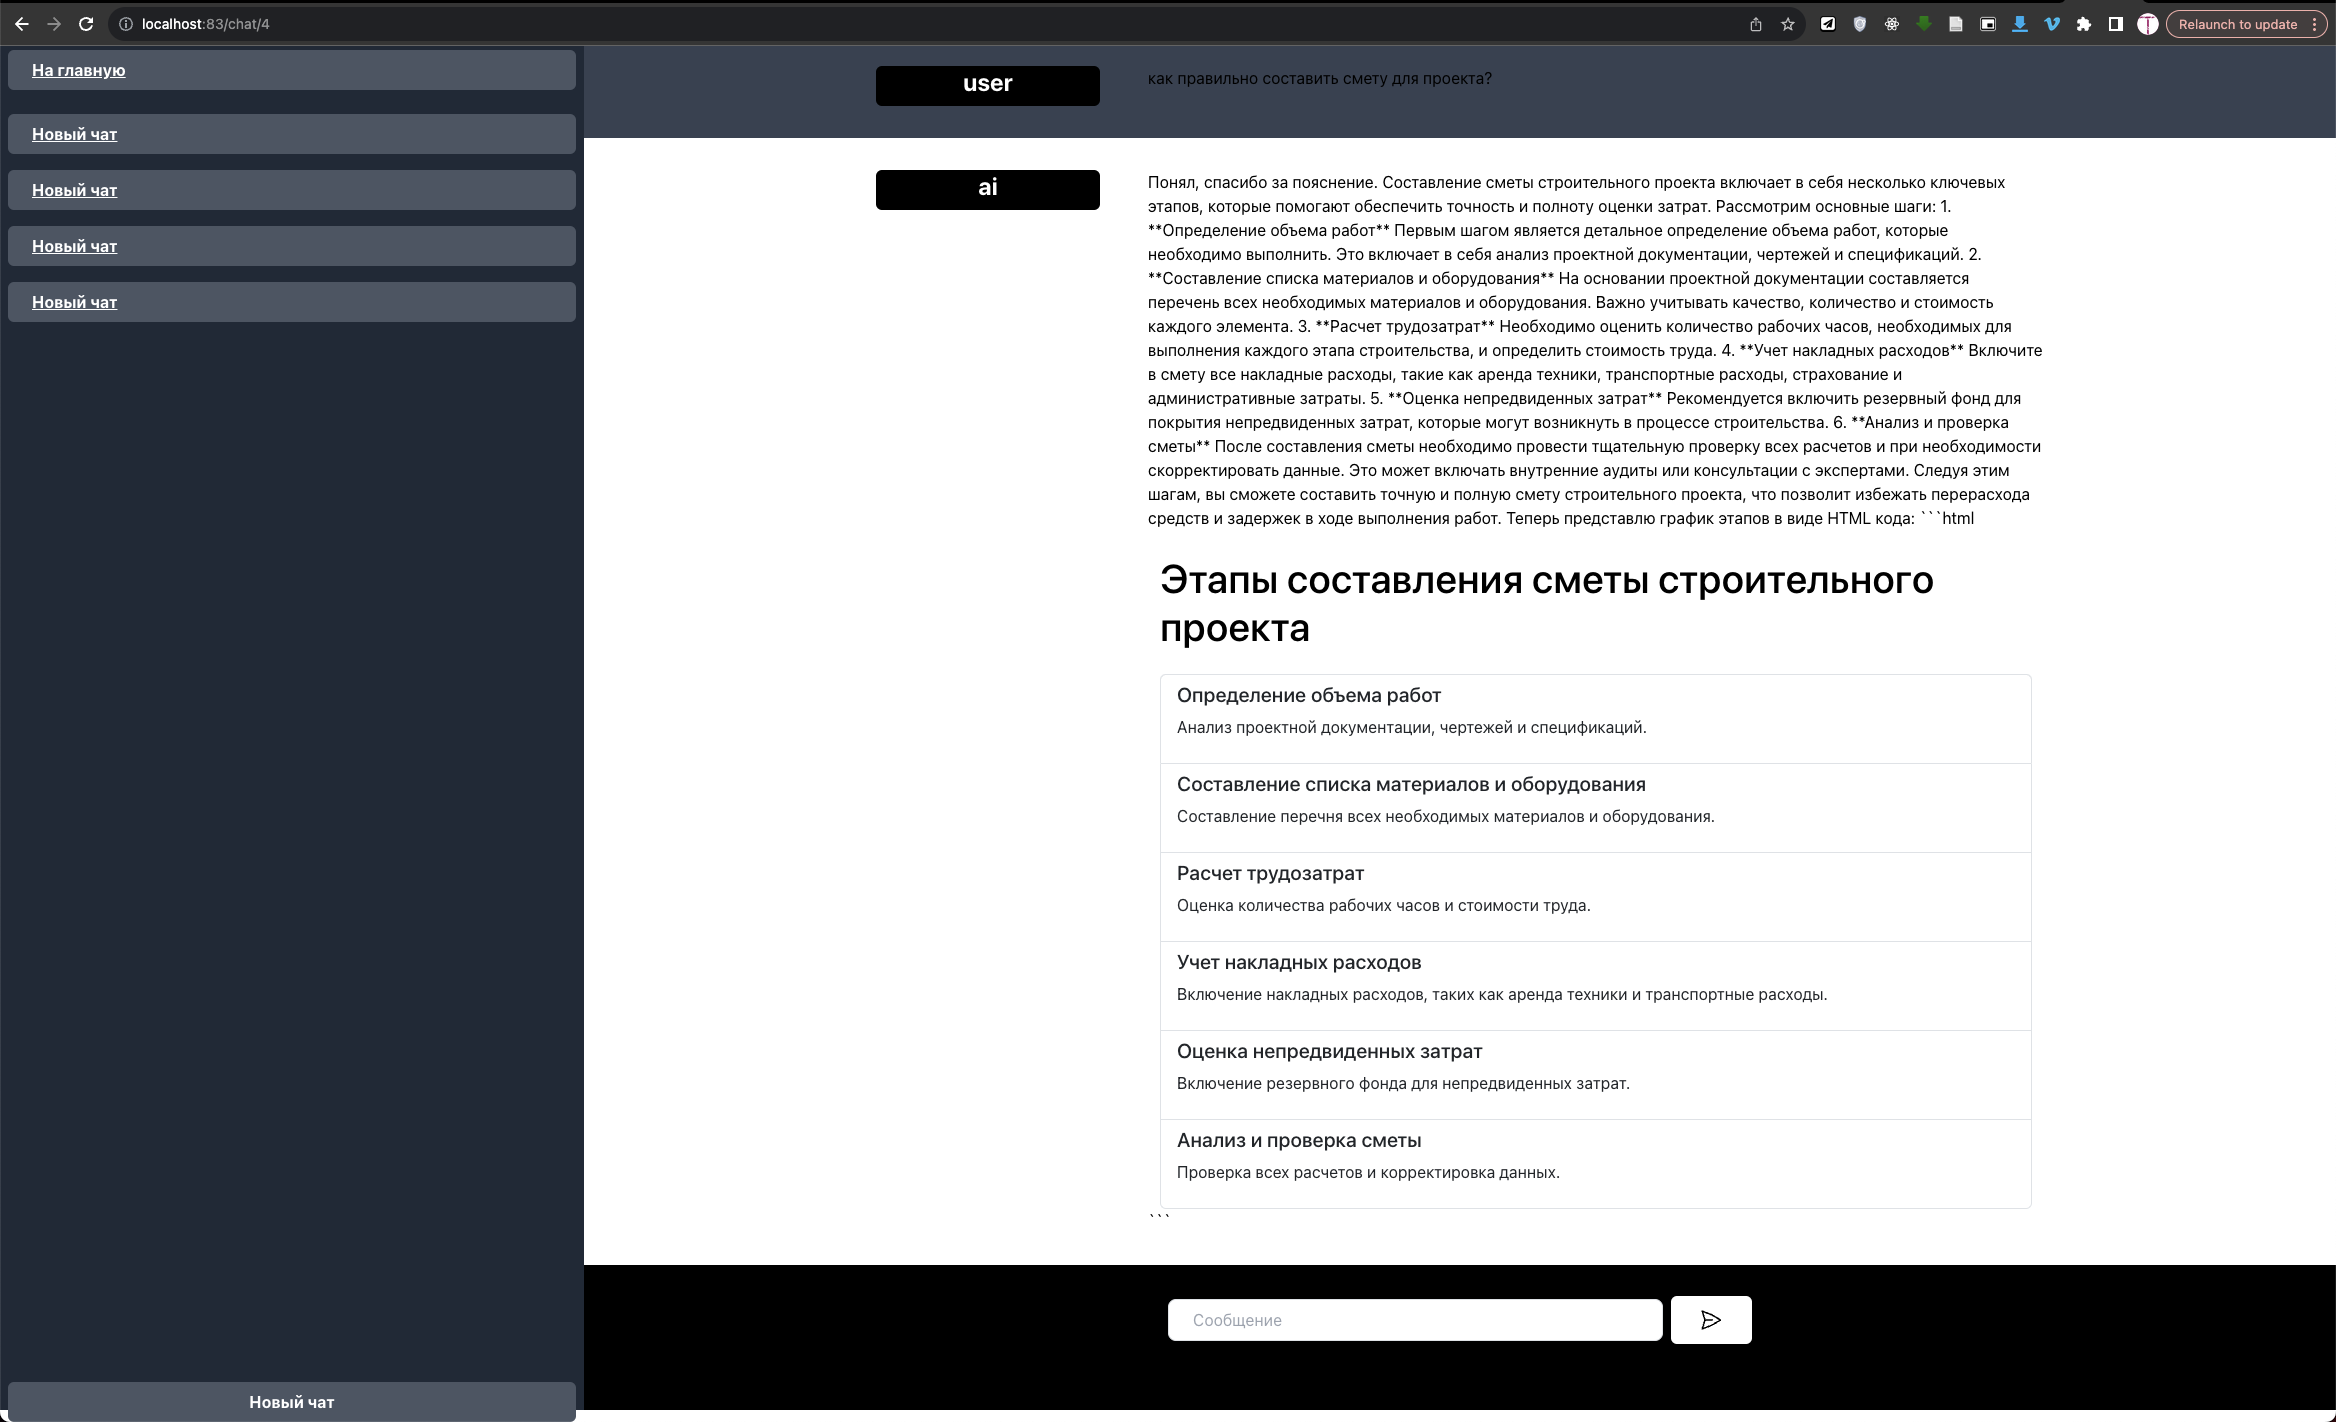 localhost:83/chat/4
Relaunch to update
На главную
Новый чат
Новый чат
Новый чат
Новый чат
Новый чат
user
как правильно составить смету для проекта?
ai
Понял, спасибо за пояснение. Составление сметы строительного проекта включает в себя несколько ключевых
этапов, которые помогают обеспечить точность и полноту оценки затрат. Рассмотрим основные шаги: 1.
**Определение объема работ** Первым шагом является детальное определение объема работ, которые
необходимо выполнить. Это включает в себя анализ проектной документации, чертежей и спецификаций. 2.
**Составление списка материалов и оборудования** На основании проектной документации составляется
перечень всех необходимых материалов и оборудования. Важно учитывать качество, количество и стоимость
каждого элемента. 3. **Расчет трудозатрат** Необходимо оценить количество рабочих часов, необходимых для
выполнения каждого этапа строительства, и определить стоимость труда. 4. **Учет накладных расходов** Включите
в смету все накладные расходы, такие как аренда техники, транспортные расходы, страхование и
административные затраты. 5. **Оценка непредвиденных затрат** Рекомендуется включить резервный фонд для
покрытия непредвиденных затрат, которые могут возникнуть в процессе строительства. 6. **Анализ и проверка
сметы** После составления сметы необходимо провести тщательную проверку всех расчетов и при необходимости
скорректировать данные. Это может включать внутренние аудиты или консультации с экспертами. Следуя этим
шагам, вы сможете составить точную и полную смету строительного проекта, что позволит избежать перерасхода
средств и задержек в ходе выполнения работ. Теперь представлю график этапов в виде HTML кода: ```html
Этапы составления сметы строительного
проекта
Определение объема работ
Анализ проектной документации, чертежей и спецификаций.
Составление списка материалов и оборудования
Составление перечня всех необходимых материалов и оборудования.
Расчет трудозатрат
Оценка количества рабочих часов и стоимости труда.
Учет накладных расходов
Включение накладных расходов, таких как аренда техники и транспортные расходы.
Оценка непредвиденных затрат
Включение резервного фонда для непредвиденных затрат.
Анализ и проверка сметы
Проверка всех расчетов и корректировка данных.
```
Сообщение